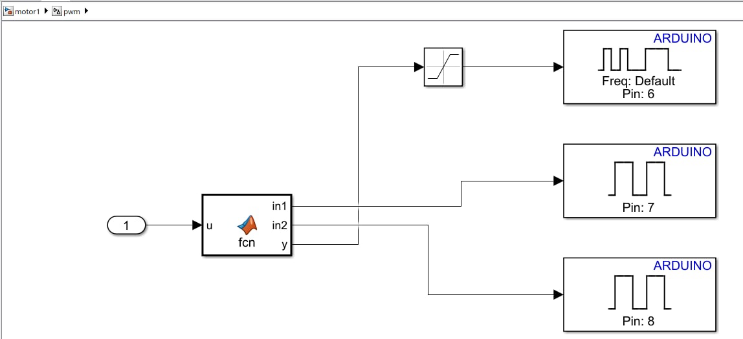 motor1 pwm
ARDUINO
Freq: Default
Pin: 6
ARDUINO
Pin: 7
1
u
fcn
in1
in2
y
ARDUINO
Pin: 8